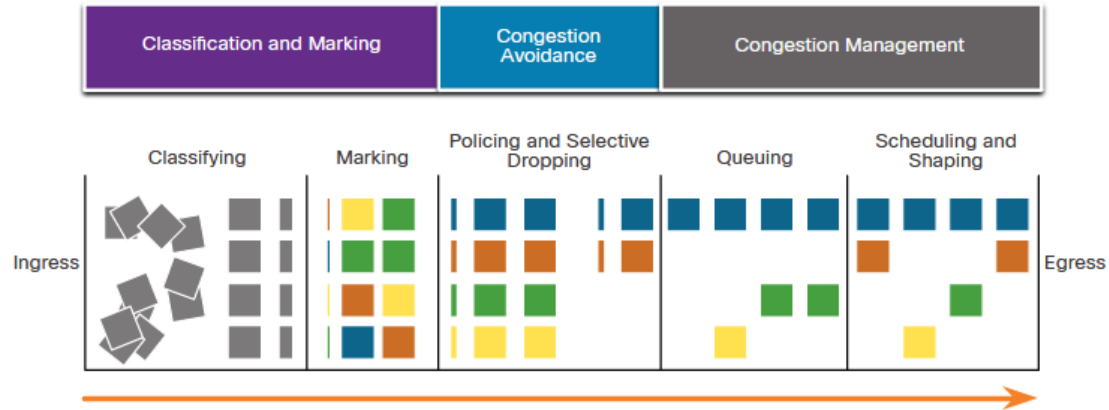 Classification and Marking
Congestion
Avoidance
Congestion Management
Classifying
Marking
Policing and Selective
Dropping
Queuing
Scheduling and
Shaping
Ingress
Egress